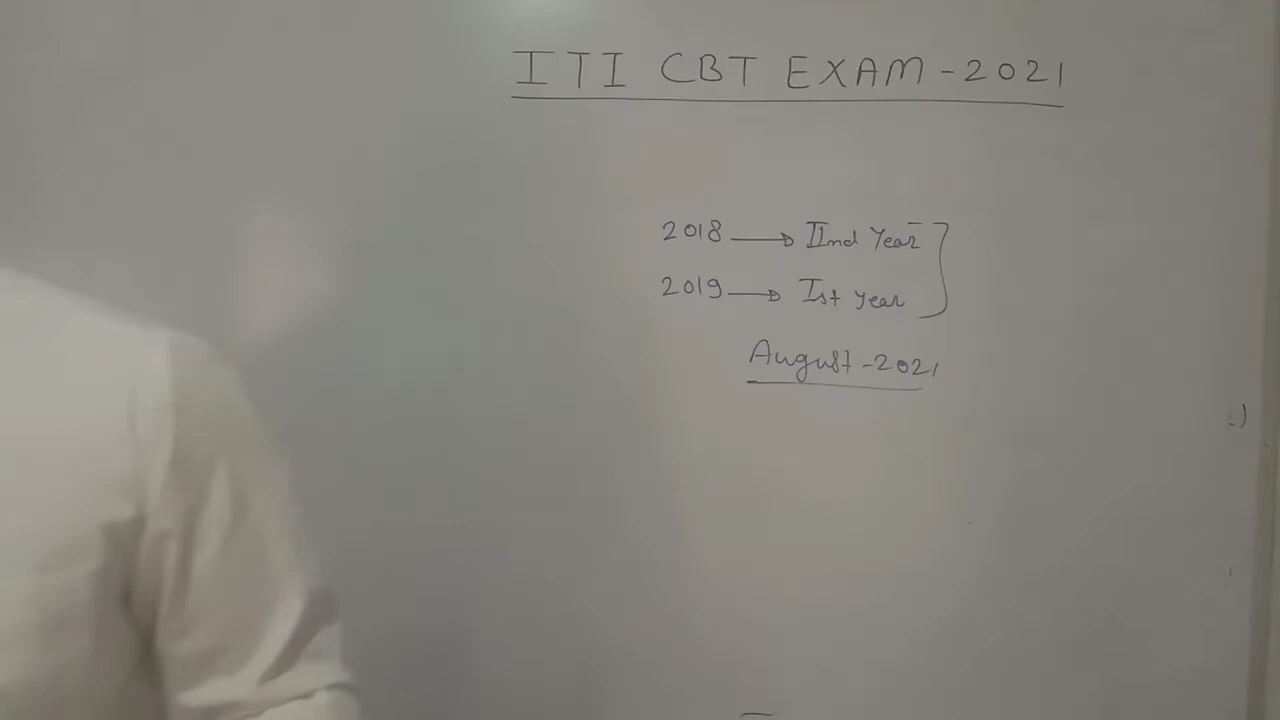 ITI CBT EXAM-2021
2018 → IInd Year
2019 → Ist year
August-2021